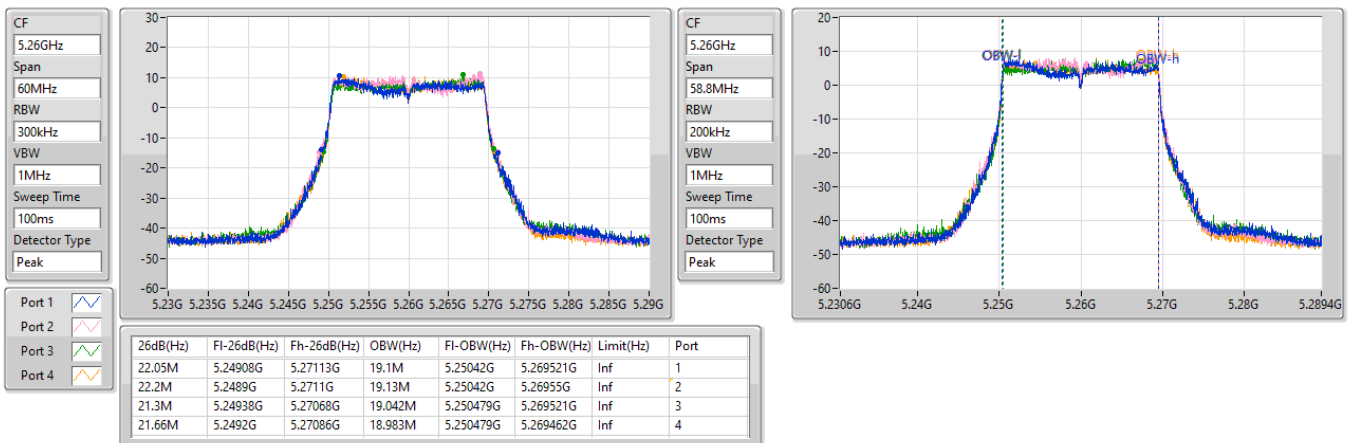 CF
5.26GHz
Span
60MHz
RBW
300kHz
VBW
1MHz
Sweep Time
100ms
Detector Type
Peak
30
20
10
0
-10
-20
-30
-40
-50
-60
5.23G 5.235G 5.24G 5.245G 5.25G 5.255G 5.26G 5.265G 5.27G 5.275G 5.28G 5.285G 5.29G
CF
5.26GHz
Span
58.8MHz
RBW
200kHz
VBW
1MHz
Sweep Time
100ms
Detector Type
Peak
20
10
0
-10
-20
-30
-40
-50
-60
OBW-l
OBW-h
5.2306G 5.24G 5.25G 5.26G 5.27G 5.28G 5.2894G
Port 1
Port 2
Port 3
Port 4
26dB(Hz) Fl-26dB(Hz) Fh-26dB(Hz) OBW(Hz) Fl-OBW(Hz) Fh-OBW(Hz) Limit(Hz) Port
22.05M 5.24908G 5.27113G 19.1M 5.25042G 5.269521G Inf 1
22.2M 5.2489G 5.2711G 19.13M 5.25042G 5.26955G Inf 2
21.3M 5.24938G 5.27068G 19.042M 5.250479G 5.269521G Inf 3
21.66M 5.2492G 5.27086G 18.983M 5.250479G 5.269462G Inf 4